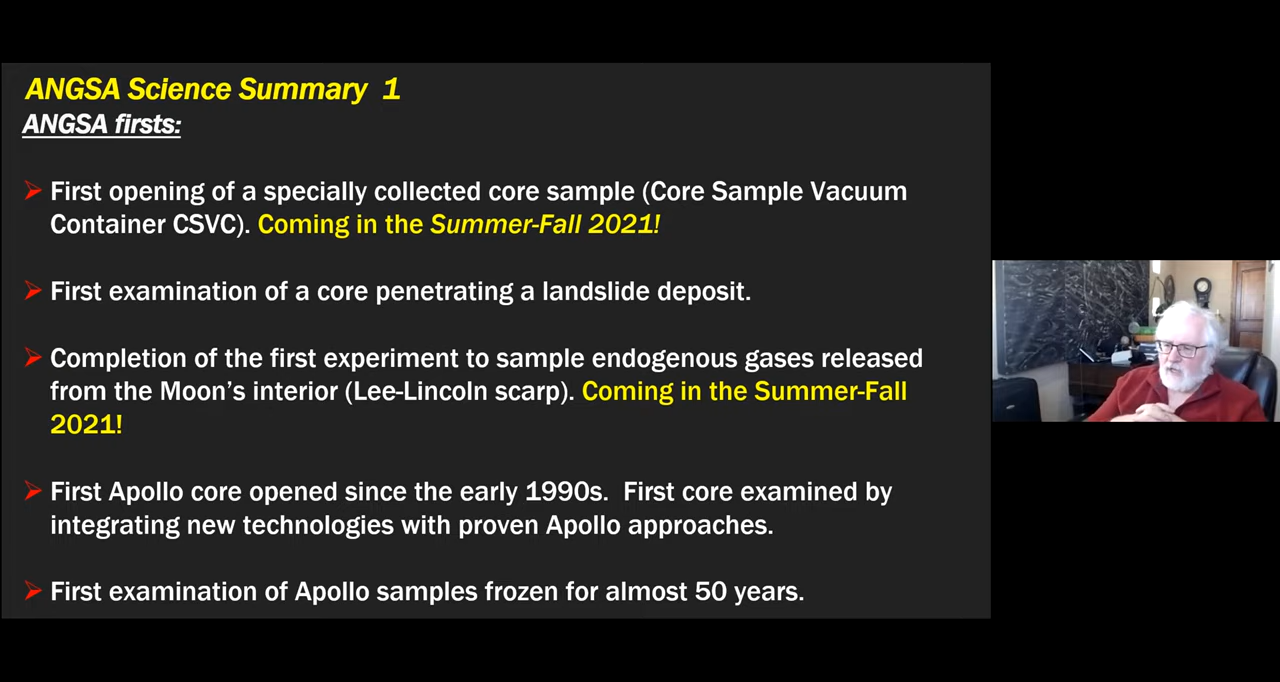 ANGSA Science Summary 1
ANGSA firsts:
First opening of a specially collected core sample (Core Sample Vacuum
Container CSVC). Coming in the Summer-Fall 2021!
First examination of a core penetrating a landslide deposit.
Completion of the first experiment to sample endogenous gases released
from the Moon’s interior (Lee-Lincoln scarp). Coming in the Summer-Fall
2021!
First Apollo core opened since the early 1990s. First core examined by
integrating new technologies with proven Apollo approaches.
First examination of Apollo samples frozen for almost 50 years.